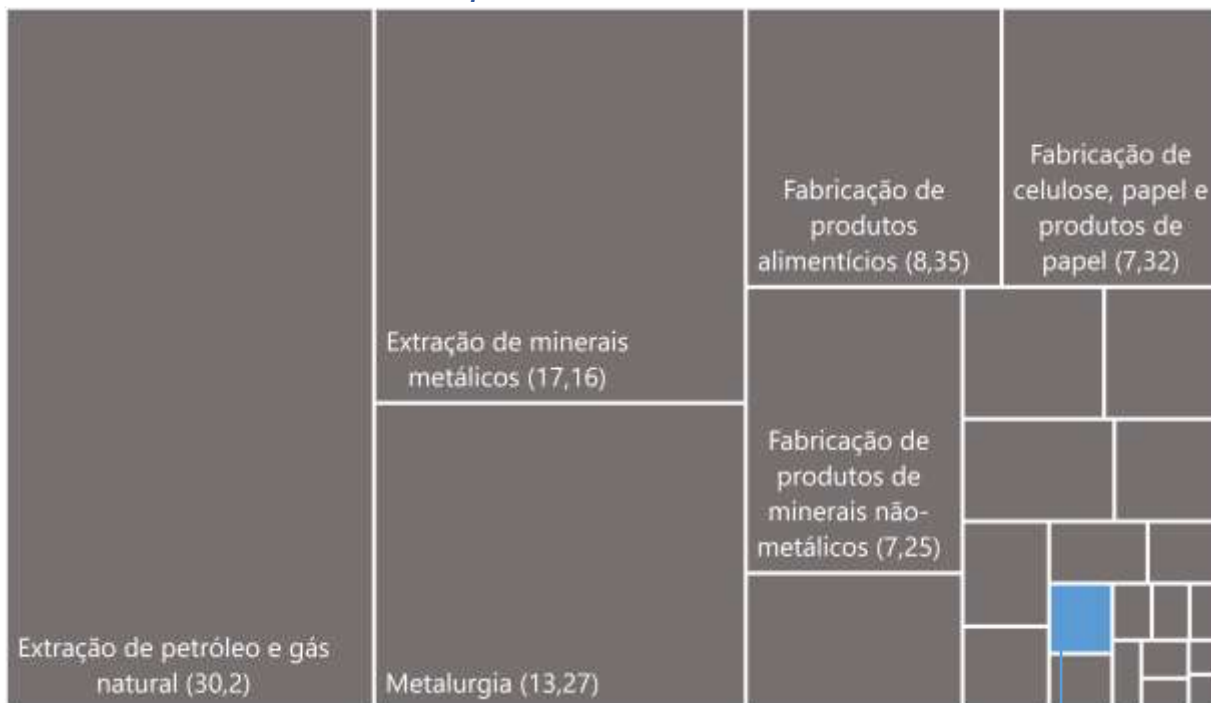 Extração de petróleo e gás
natural (30,2)
Extração de minerais
metálicos (17,16)
Metalurgia (13,27)
Fabricação de
produtos
alimentícios (8,35)
Fabricação de
celulose, papel e
produtos de
papel (7,32)
Fabricação de
produtos de
minerais não-
metálicos (7,25)